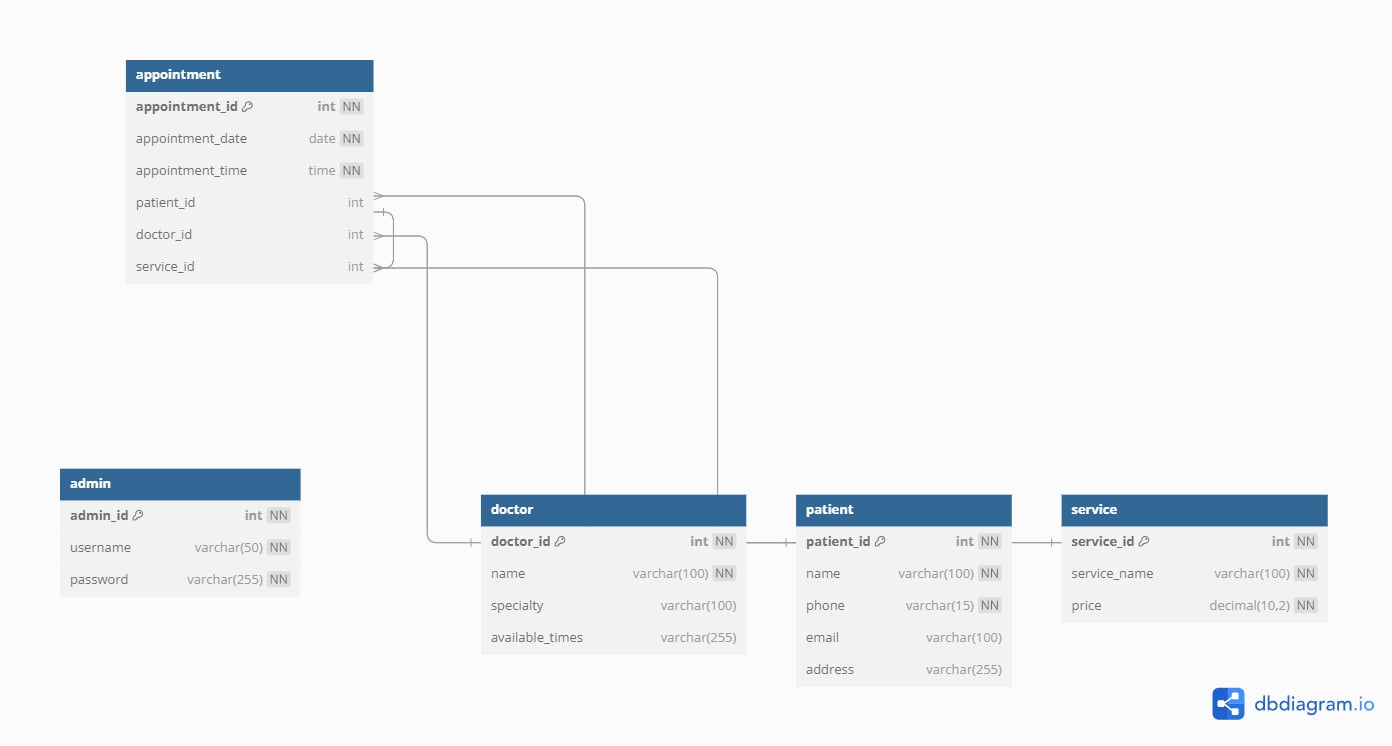 appointment
appointment_id int NN
appointment_date date NN
appointment_time time NN
patient_id int
doctor_id int
service_id int
admin
admin_id int NN
username varchar(50) NN
password varchar(255) NN
doctor
doctor_id int NN
name varchar(100) NN
specialty varchar(100)
available_times varchar(255)
patient
patient_id int NN
name varchar(100) NN
phone varchar(15) NN
email varchar(100)
address varchar(255)
service
service_id int NN
service_name varchar(100) NN
price decimal(10,2) NN
dbdiagram.io